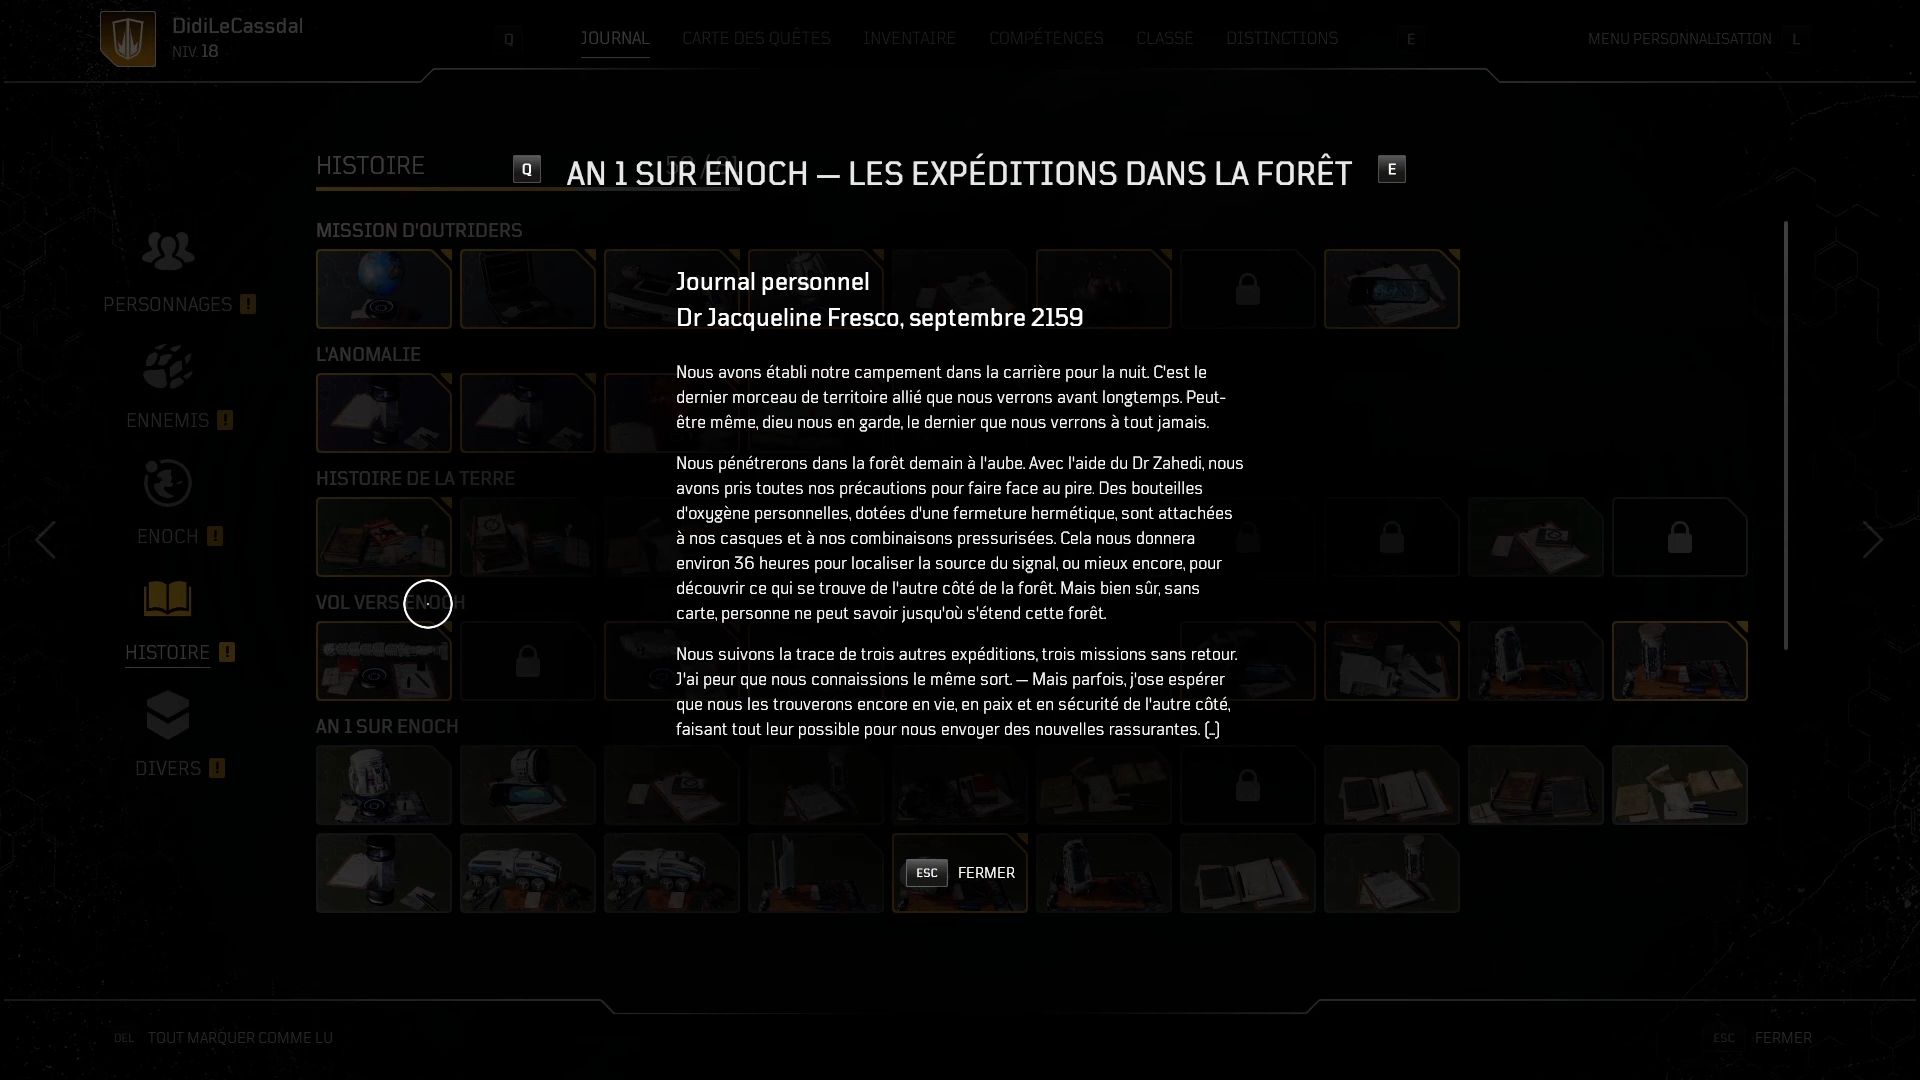 DidiLeCassdal
NIV. 18
Q
JOURNAL
CARTE DES QUÊTES
INVENTAIRE
COMPÉTENCES
CLASSE
DISTINCTIONS
E
MENU PERSONNALISATION
L
HISTOIRE
Q
AN 1 SUR ENOCH — LES EXPÉDITIONS DANS LA FORÊT
E
MISSION D'OUTRIDERS
PERSONNAGES !
L'ANOMALIE
ENNEMIS !
HISTOIRE DE LA TERRE
ENOCH !
VOL VERS ENOCH
HISTOIRE !
AN 1 SUR ENOCH
DIVERS !
Journal personnel
Dr Jacqueline Fresco, septembre 2159
Nous avons établi notre campement dans la carrière pour la nuit. C'est le
dernier morceau de territoire allié que nous verrons avant longtemps. Peut-
être même, dieu nous en garde, le dernier que nous verrons à tout jamais.
Nous pénétrerons dans la forêt demain à l'aube. Avec l'aide du Dr Zahedi, nous
avons pris toutes nos précautions pour faire face au pire. Des bouteilles
d'oxygène personnelles, dotées d'une fermeture hermétique, sont attachées
à nos casques et à nos combinaisons pressurisées. Cela nous donnera
environ 36 heures pour localiser la source du signal, ou mieux encore, pour
découvrir ce qui se trouve de l'autre côté de la forêt. Mais bien sûr, sans
carte, personne ne peut savoir jusqu'où s'étend cette forêt.
Nous suivons la trace de trois autres expéditions, trois missions sans retour.
J'ai peur que nous connaissions le même sort. — Mais parfois, j'ose espérer
que nous les trouverons encore en vie, en paix et en sécurité de l'autre côté,
faisant tout leur possible pour nous envoyer des nouvelles rassurantes. (...)
ESC FERMER
DEL TOUT MARQUER COMME LU
ESC FERMER